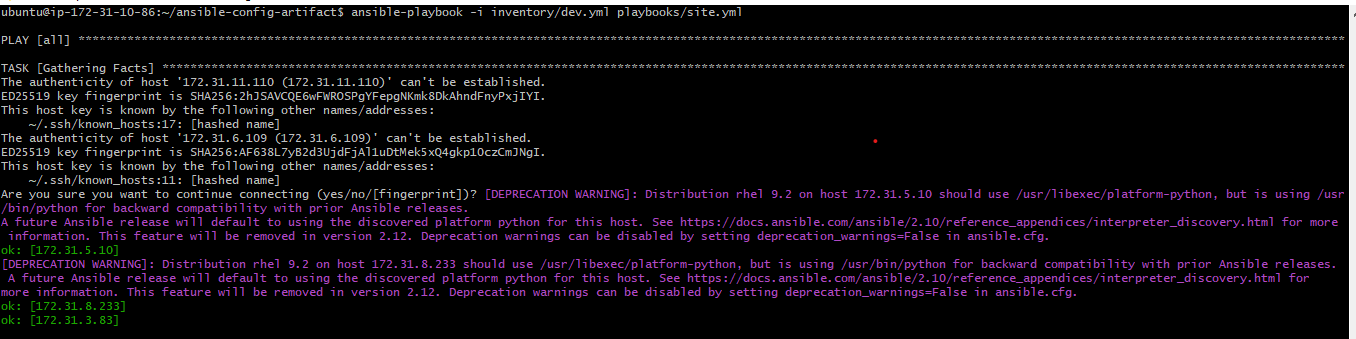 ubuntu@ip-172-31-10-86:~/ansible-config-artifact$ ansible-playbook -i inventory/dev.yml playbooks/site.yml
PLAY [all] ****************************************************************************************************************************************************************************
TASK [Gathering Facts] ****************************************************************************************************************************************************************
The authenticity of host '172.31.11.110 (172.31.11.110)' can't be established.
ED25519 key fingerprint is SHA256:2hJSAVCQE6wFWROSPgYFepgNKmk8DkAhndFnyPxjIYI.
This host key is known by the following other names/addresses:
    ~/.ssh/known_hosts:17: [hashed name]
The authenticity of host '172.31.6.109 (172.31.6.109)' can't be established.
ED25519 key fingerprint is SHA256:AF638L7yB2d3UjdFjAl1uDtMek5xQ4gkp1OczCmJNgI.
This host key is known by the following other names/addresses:
    ~/.ssh/known_hosts:11: [hashed name]
Are you sure you want to continue connecting (yes/no/[fingerprint])? [DEPRECATION WARNING]: Distribution rhel 9.2 on host 172.31.5.10 should use /usr/libexec/platform-python, but is using /usr
/bin/python for backward compatibility with prior Ansible releases.
A future Ansible release will default to using the discovered platform python for this host. See https://docs.ansible.com/ansible/2.10/reference_appendices/interpreter_discovery.html for more
 information. This feature will be removed in version 2.12. Deprecation warnings can be disabled by setting deprecation_warnings=False in ansible.cfg.
ok: [172.31.5.10]
[DEPRECATION WARNING]: Distribution rhel 9.2 on host 172.31.8.233 should use /usr/libexec/platform-python, but is using /usr/bin/python for backward compatibility with prior Ansible releases.
 A future Ansible release will default to using the discovered platform python for this host. See https://docs.ansible.com/ansible/2.10/reference_appendices/interpreter_discovery.html for
more information. This feature will be removed in version 2.12. Deprecation warnings can be disabled by setting deprecation_warnings=False in ansible.cfg.
ok: [172.31.8.233]
ok: [172.31.3.83]